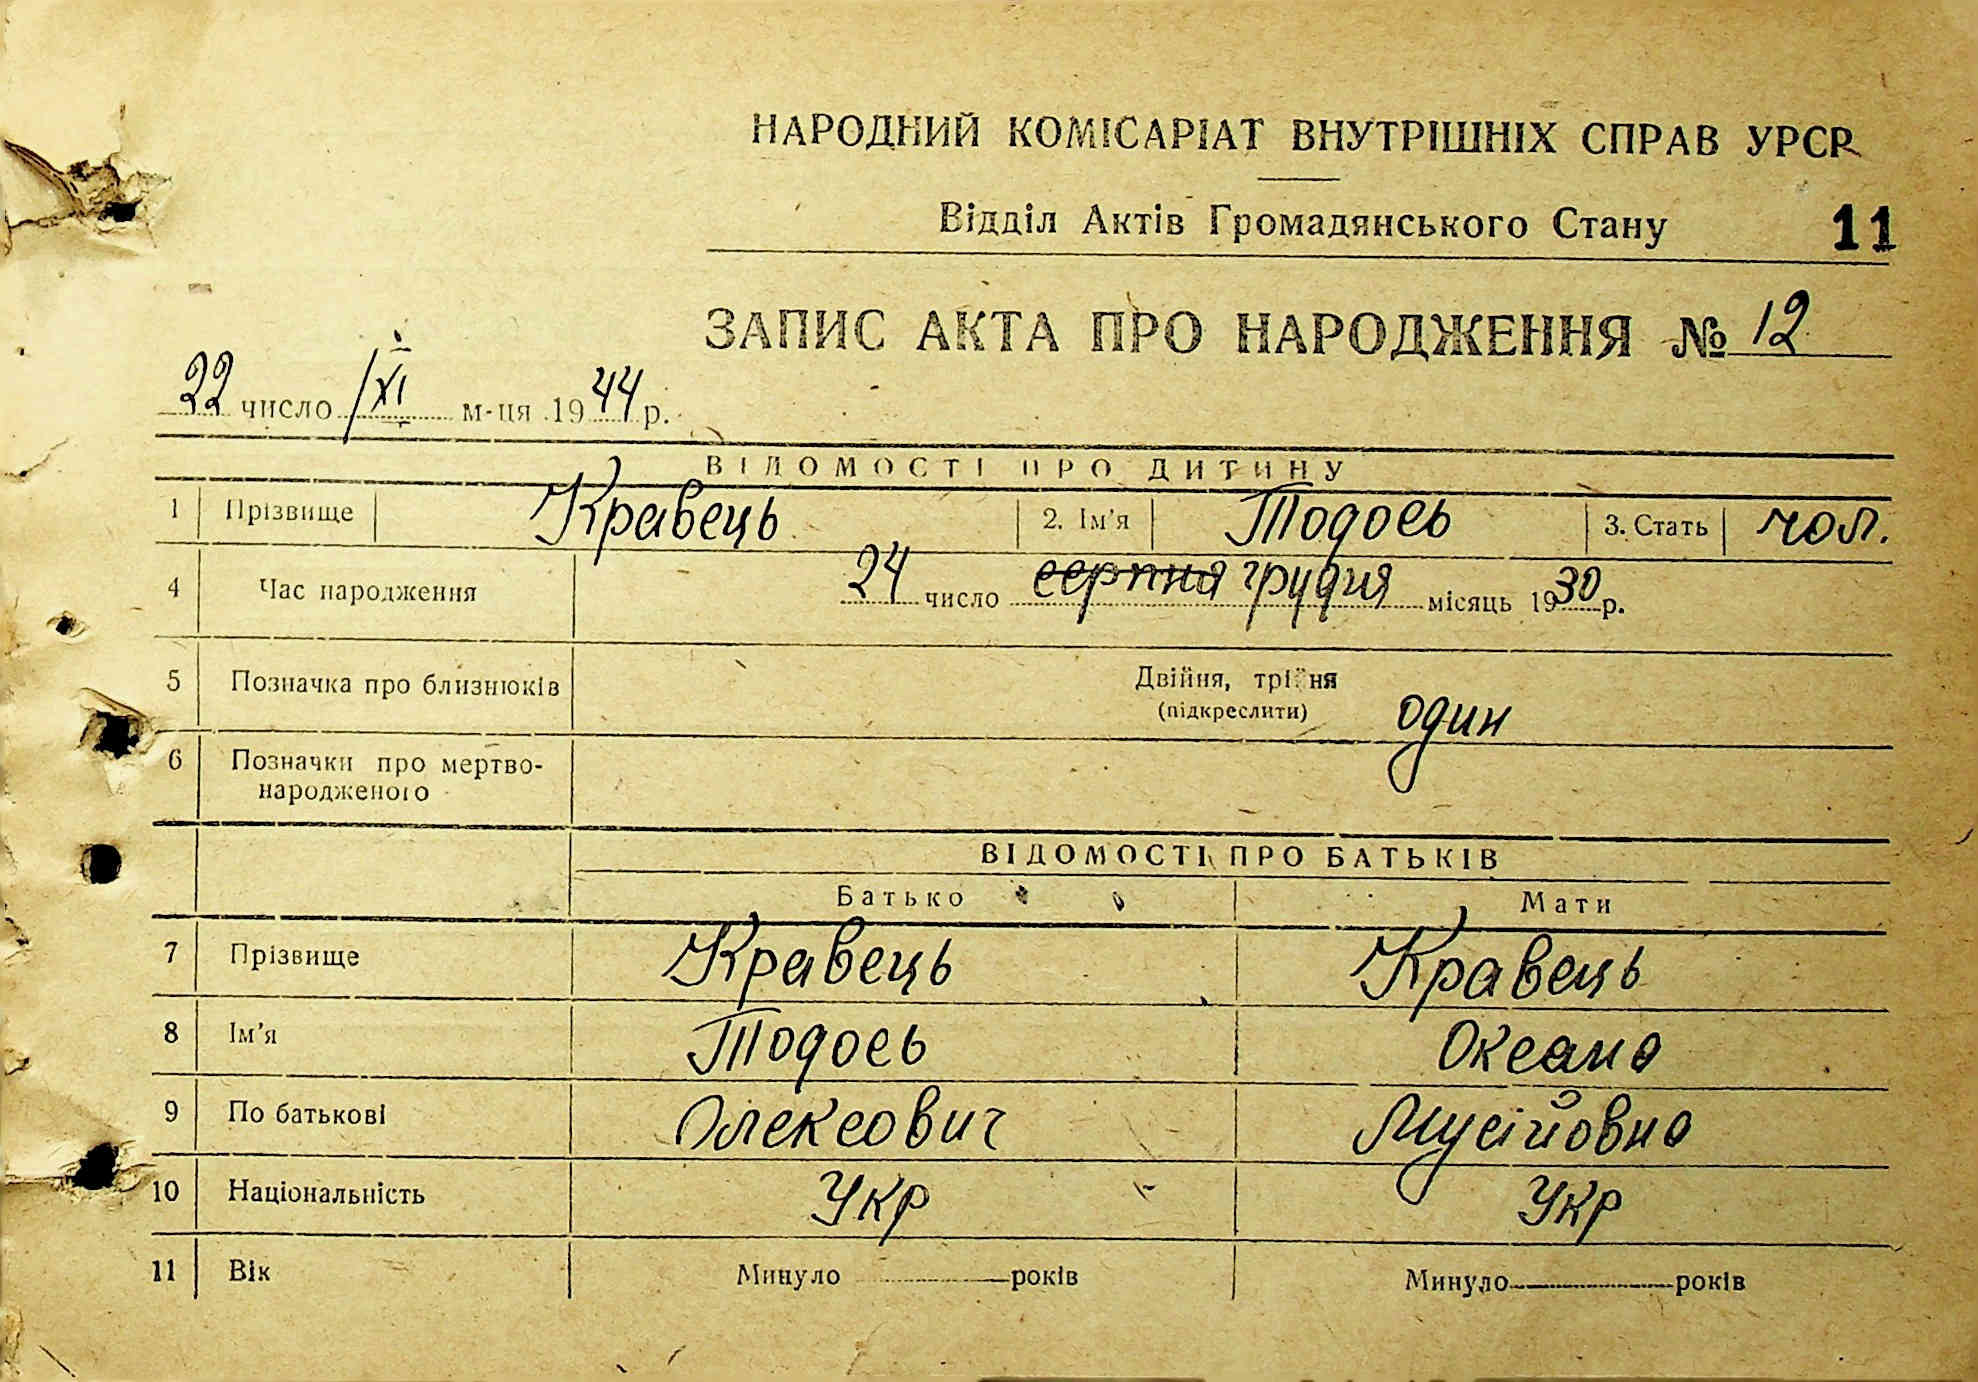 НАРОДНИЙ КОМІСАРІАТ ВНУТРІШНІХ СПРАВ УРСР
Відділ Актів Громадянського Стану 11
ЗАПИС АКТА ПРО НАРОДЖЕННЯ № 12
22 число XI м-ця 1944 р.
ВІДОМОСТІ ПРО ДИТИНУ
1 Прізвище Кравець 2. Ім'я Тодось 3. Стать чол.
4 Час народження 24 число серпня грудня місяць 1930 р.
5 Позначка про близнюків Двійня, трійня
(підкреслити) один
6 Позначки про мертво-
народженого
ВІДОМОСТІ ПРО БАТЬКІВ
Батько Мати
7 Прізвище Кравець Кравець
8 Ім'я Тодось Оксана
9 По батькові Олексович Мусійовна
10 Національність Укр Укр
11 Вік Минуло років Минуло років